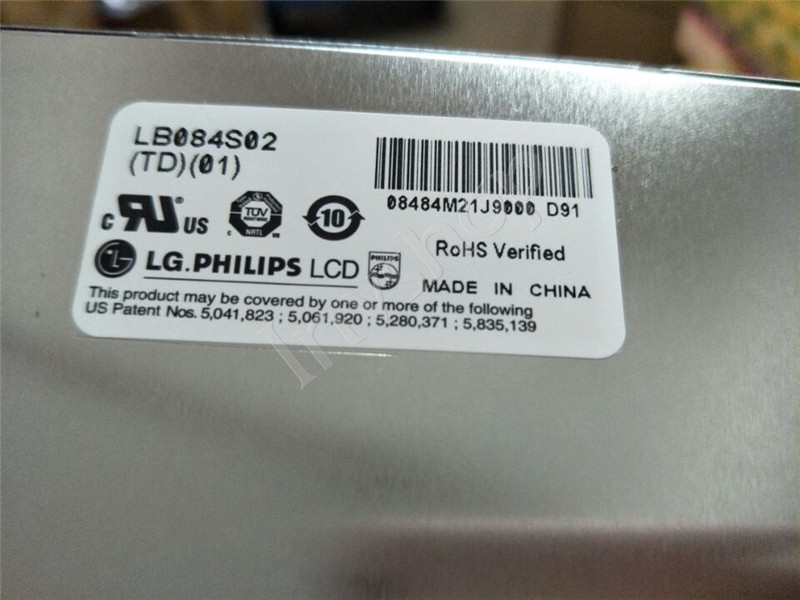 LB084S02
(TD)(01)
08484M21J9000 D91
c RU® US
TÜV
NRTL
10
RoHS Verified
LG.PHILIPS LCD
PHILIPS
MADE IN CHINA
This product may be covered by one or more of the following
US Patent Nos. 5,041,823 ; 5,061,920 ; 5,280,371 ; 5,835,139